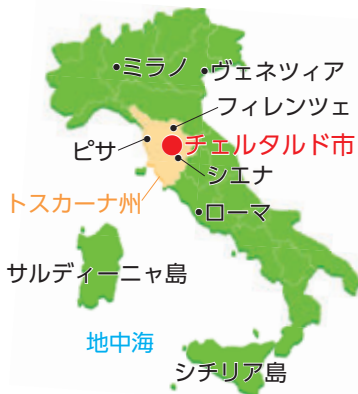 ミラノ
ヴェネツィア
フィレンツェ
チェルタルド市
ピサ
シエナ
トスカーナ州
ローマ
サルディーニャ島
地中海
シチリア島